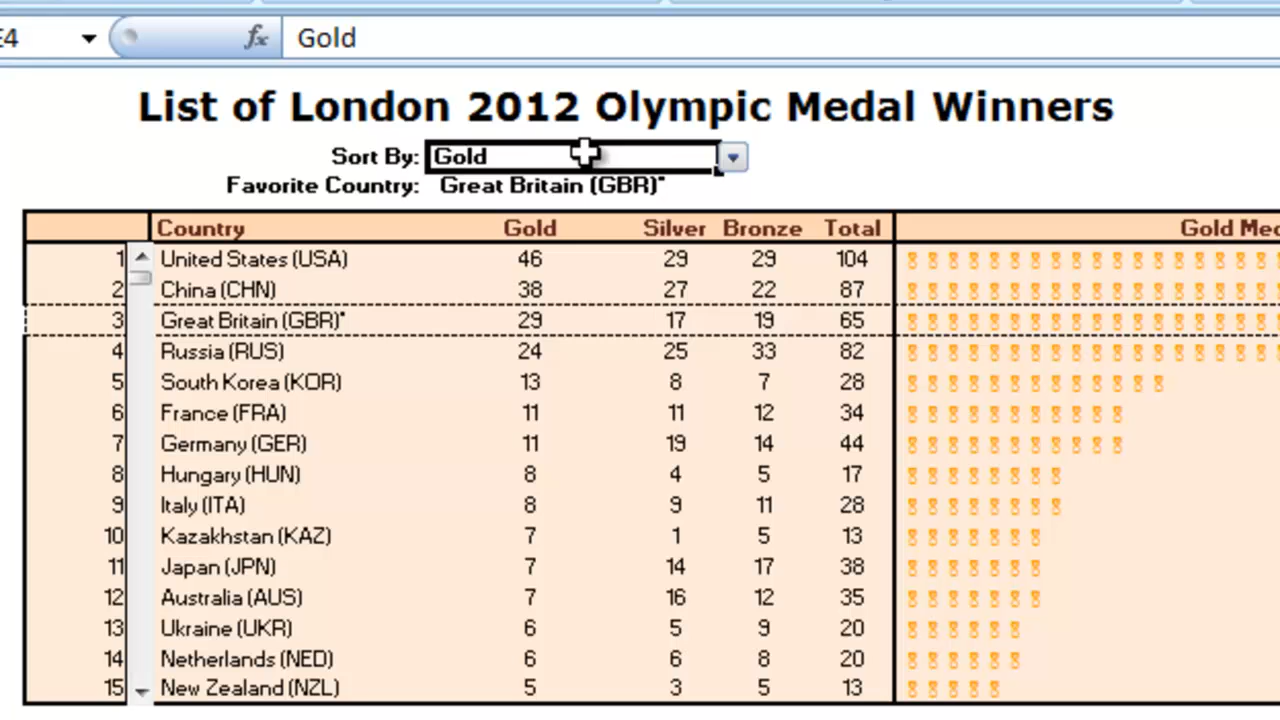 E4 fx Gold
List of London 2012 Olympic Medal Winners
Sort By: Gold
Favorite Country: Great Britain (GBR)*
Country Gold Silver Bronze Total Gold Med
1 United States (USA) 46 29 29 104
2 China (CHN) 38 27 22 87
3 Great Britain (GBR)* 29 17 19 65
4 Russia (RUS) 24 25 33 82
5 South Korea (KOR) 13 8 7 28
6 France (FRA) 11 11 12 34
7 Germany (GER) 11 19 14 44
8 Hungary (HUN) 8 4 5 17
9 Italy (ITA) 8 9 11 28
10 Kazakhstan (KAZ) 7 1 5 13
11 Japan (JPN) 7 14 17 38
12 Australia (AUS) 7 16 12 35
13 Ukraine (UKR) 6 5 9 20
14 Netherlands (NED) 6 6 8 20
15 New Zealand (NZL) 5 3 5 13